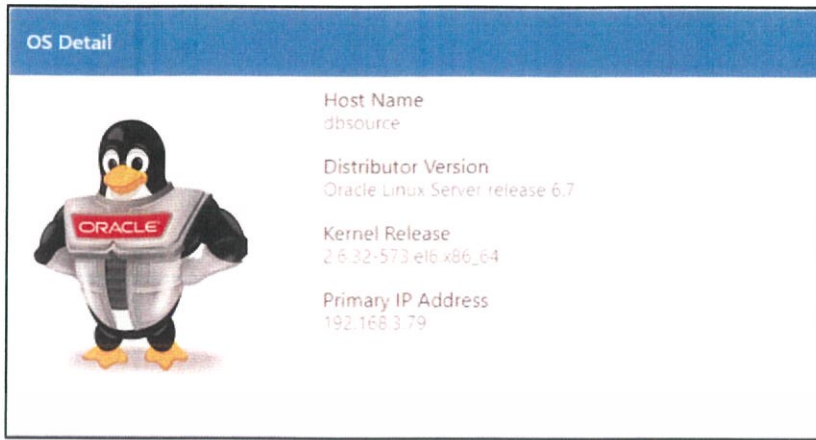 OS Detail
Host Name
dbsource
Distributor Version
Oracle Linux Server release 6.7
Kernel Release
2.6.32-573.el6.x86_64
Primary IP Address
192.168.3.79
ORACLE